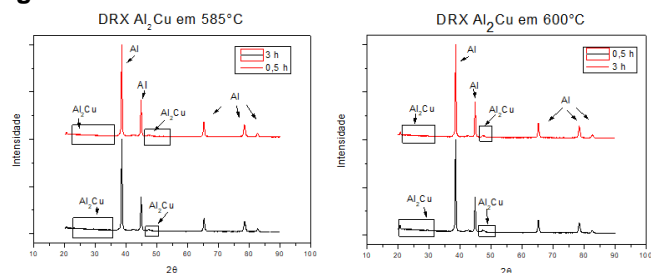 DRX Al2Cu em 585°C
3 h
0,5 h
Al
Al
Al
Al2Cu
Al2Cu
Al2Cu
Al2Cu
Intensidade
10 20 30 40 50 60 70 80 90 100
2θ
DRX Al2Cu em 600°C
0,5 h
3 h
Al
Al
Al
Al2Cu
Al2Cu
Al2Cu
Al2Cu
Intensidade
10 20 30 40 50 60 70 80 90 100
2θ